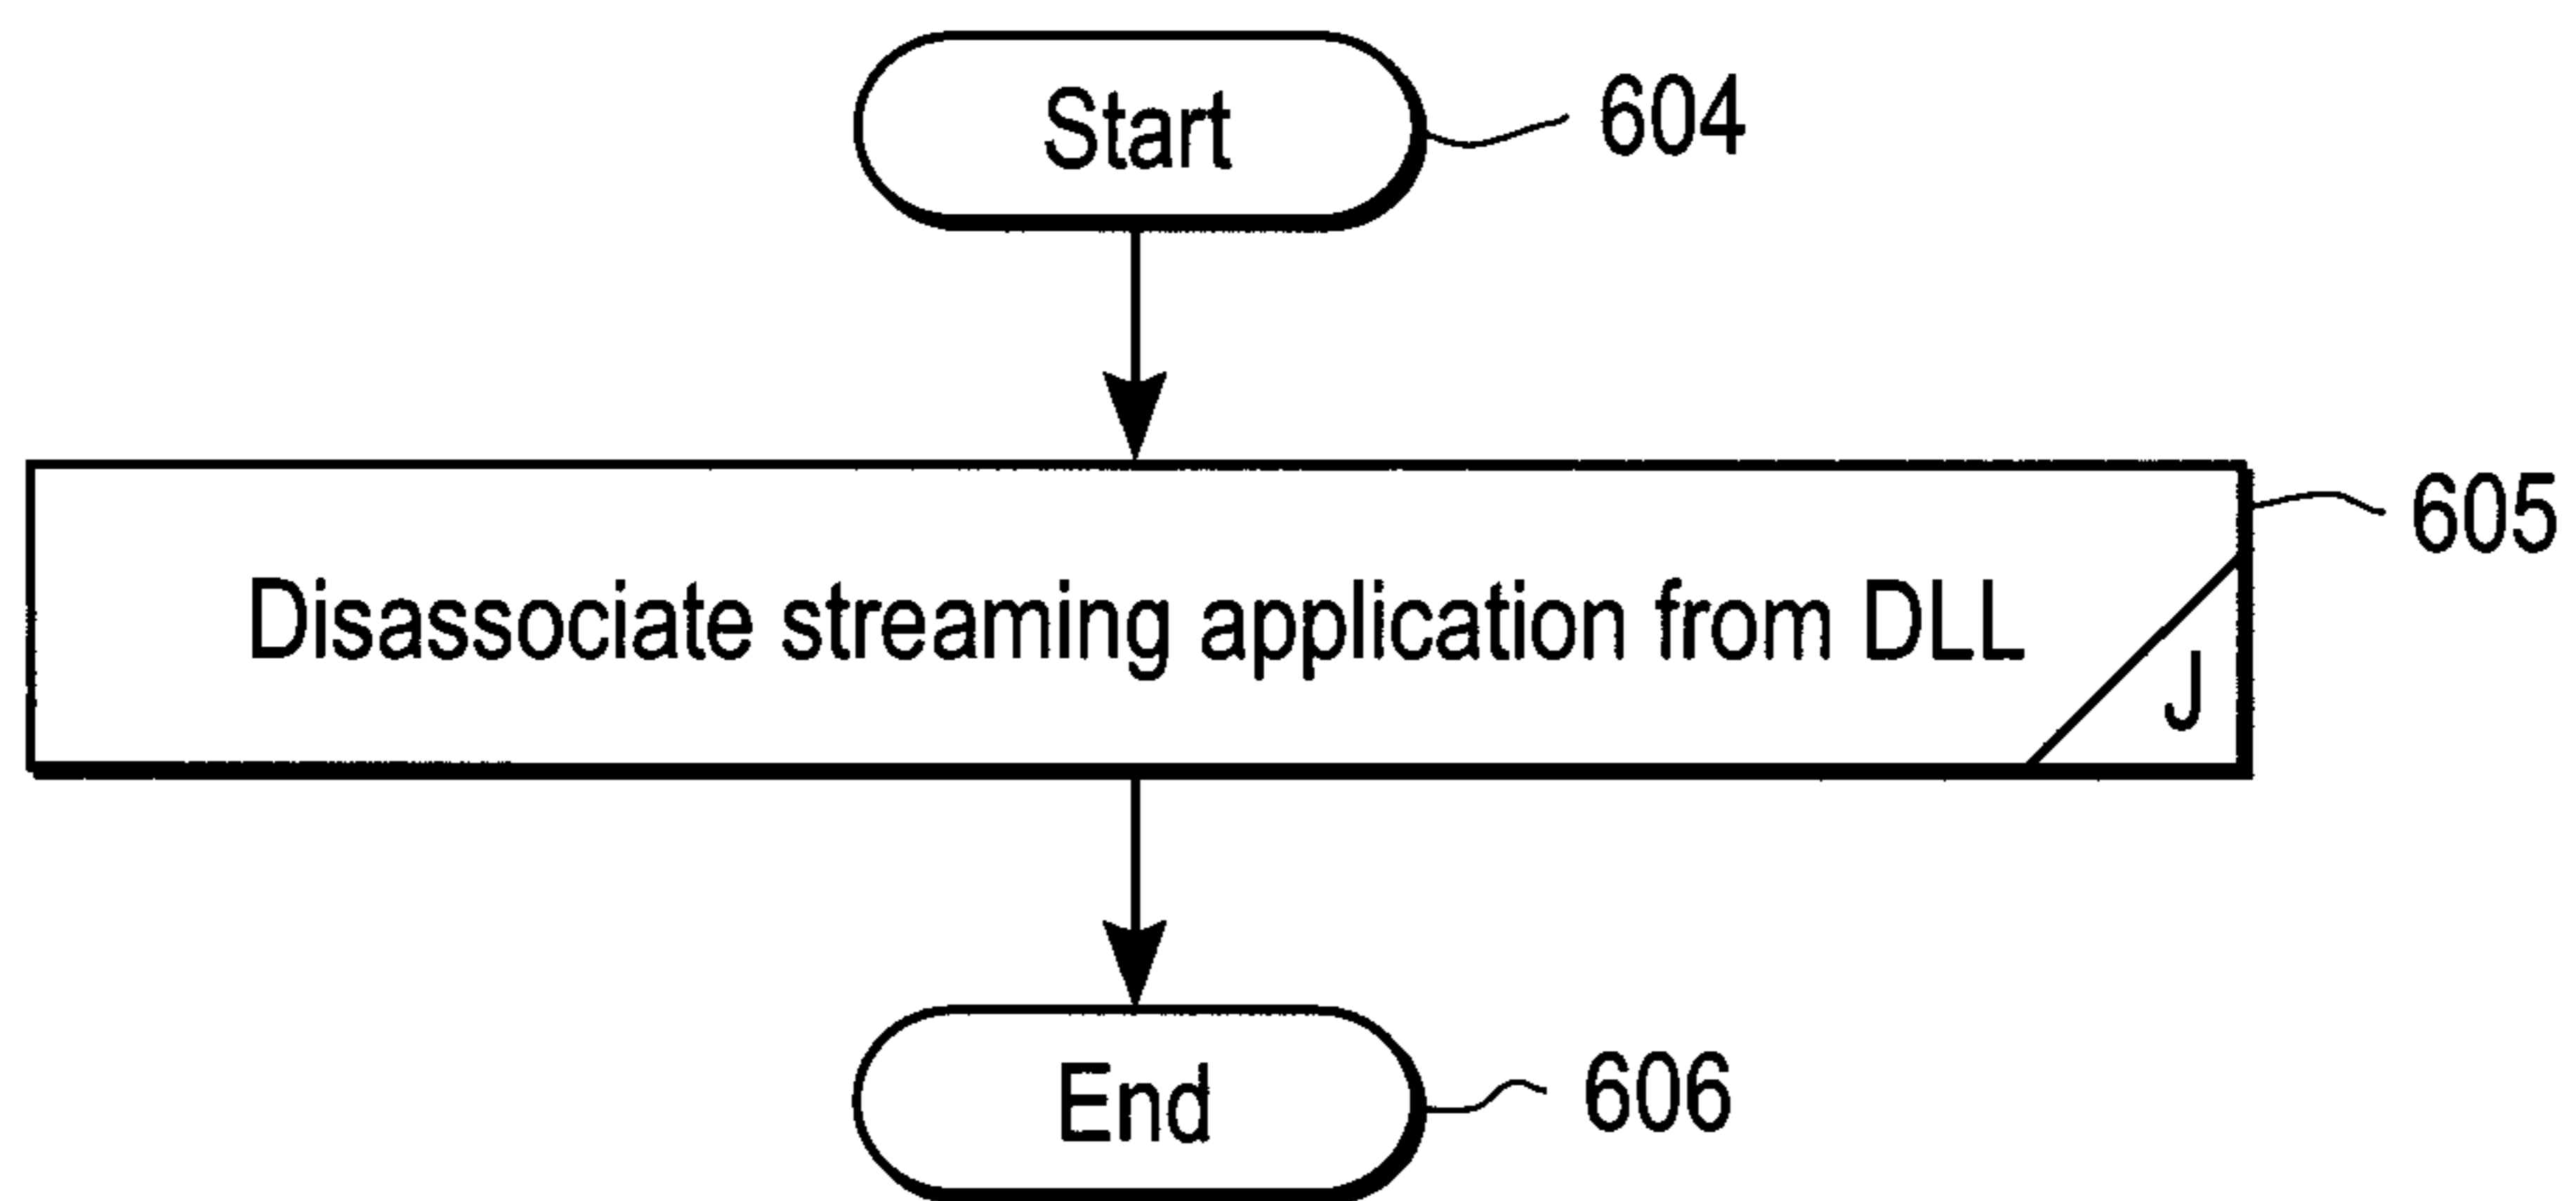 Start
604
605
Disassociate streaming application from DLL
J
End
606